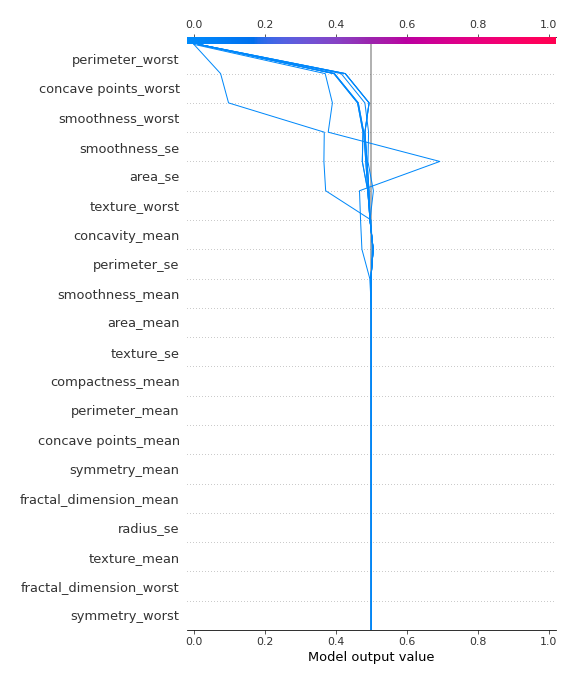 0.0 0.2 0.4 0.6 0.8 1.0
perimeter_worst
concave points_worst
smoothness_worst
smoothness_se
area_se
texture_worst
concavity_mean
perimeter_se
smoothness_mean
area_mean
texture_se
compactness_mean
perimeter_mean
concave points_mean
symmetry_mean
fractal_dimension_mean
radius_se
texture_mean
fractal_dimension_worst
symmetry_worst
0.0 0.2 0.4 0.6 0.8 1.0
Model output value